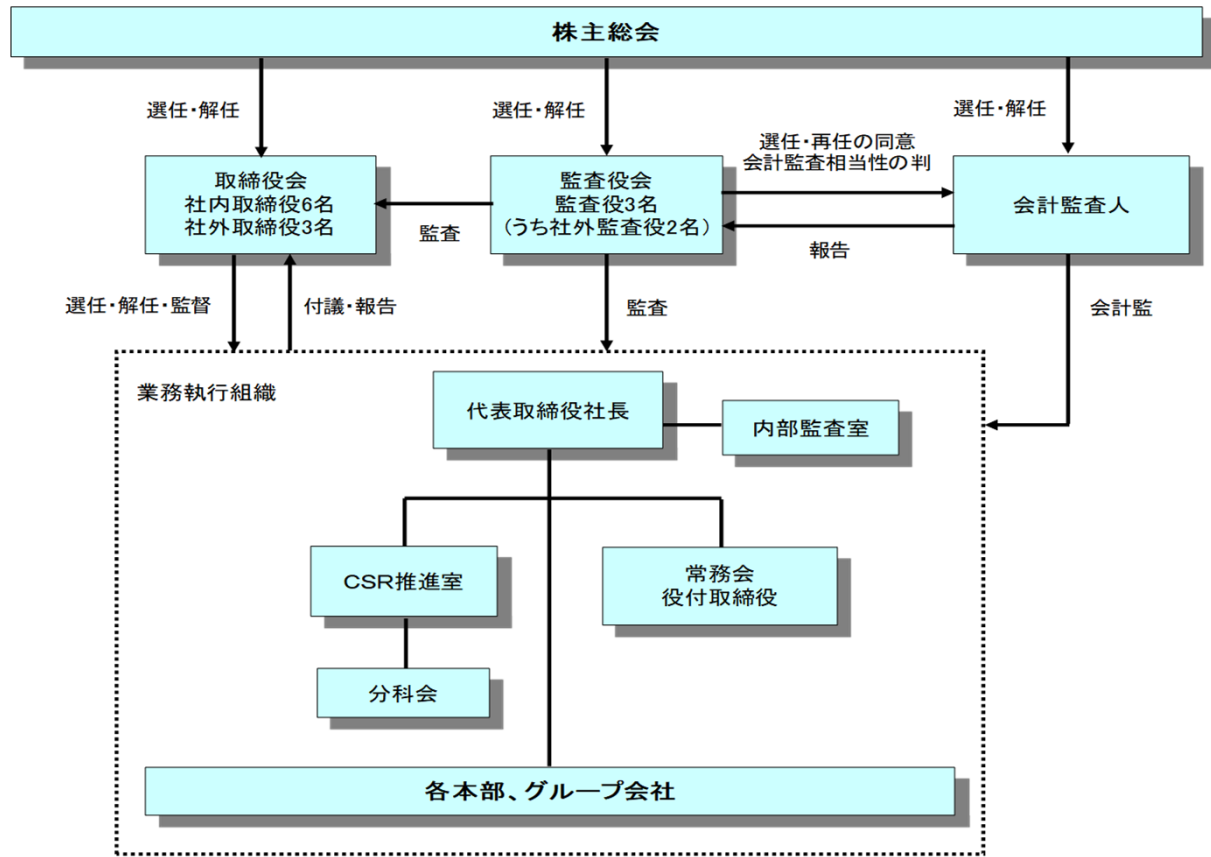 株主総会
選任・解任
選任・解任
選任・解任
取締役会
社内取締役6名
社外取締役3名
監査役会
監査役3名
(うち社外監査役2名)
選任・再任の同意
会計監査相当性の判
会計監査人
監査
報告
選任・解任・監督
付議・報告
監査
会計監
業務執行組織
代表取締役社長
内部監査室
CSR推進室
常務会
役付取締役
分科会
各本部、グループ会社